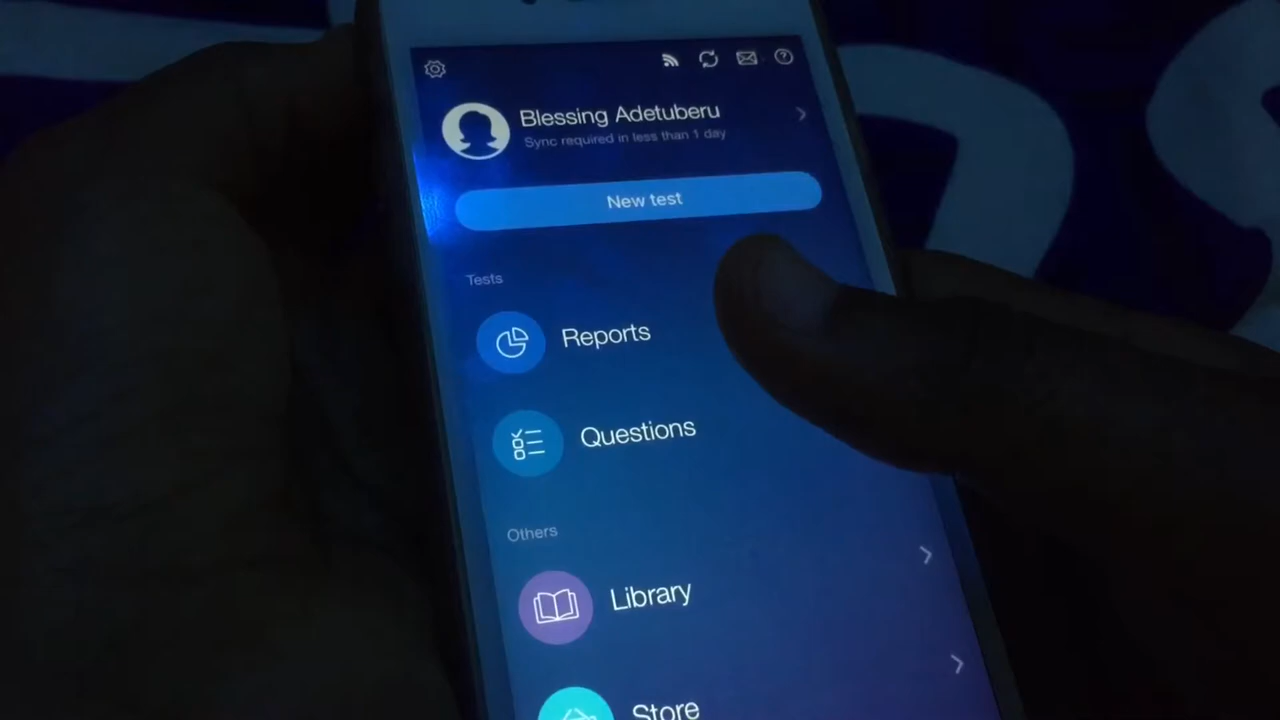 Blessing Adetuberu
Sync required in less than 1 day
New test
Tests
Reports
Questions
Others
Library
Store